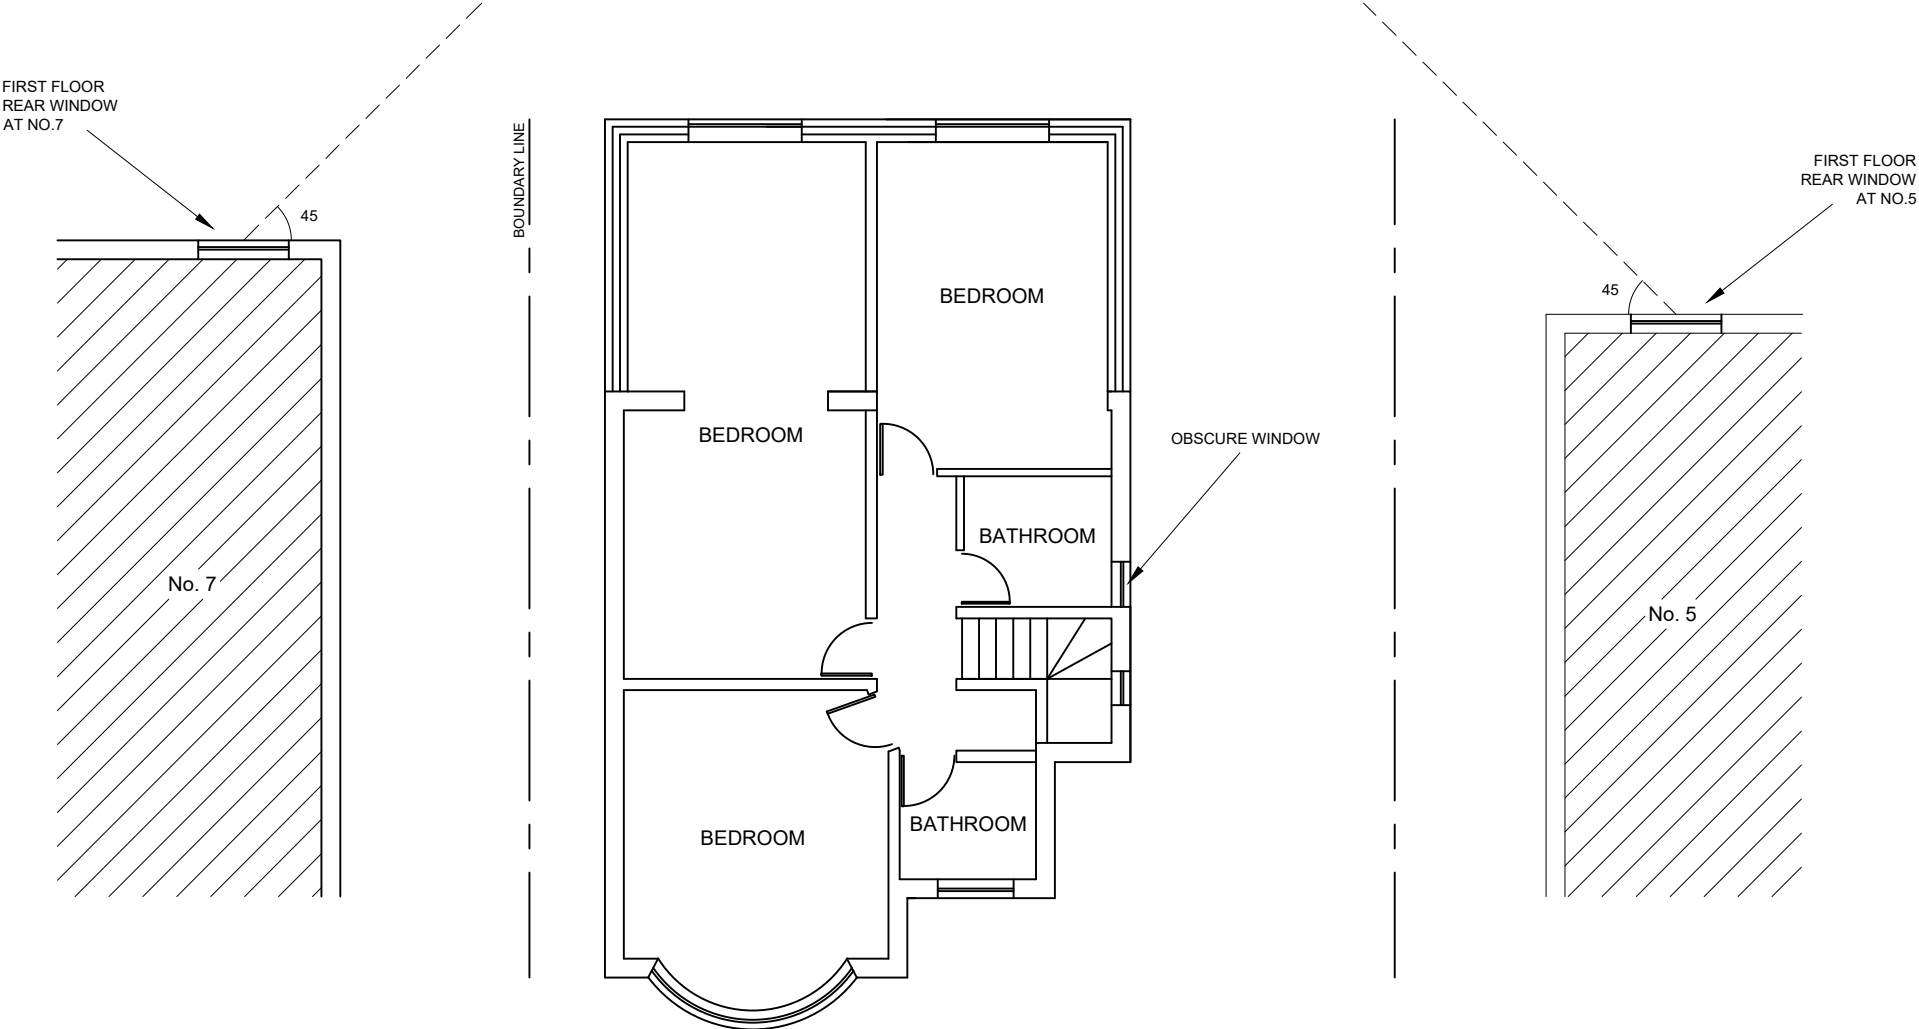 FIRST FLOOR
REAR WINDOW
AT NO.7
45
BOUNDARY LINE
FIRST FLOOR
REAR WINDOW
AT NO.5
45
BEDROOM
BEDROOM
OBSCURE WINDOW
BATHROOM
No. 7
No. 5
BEDROOM
BATHROOM